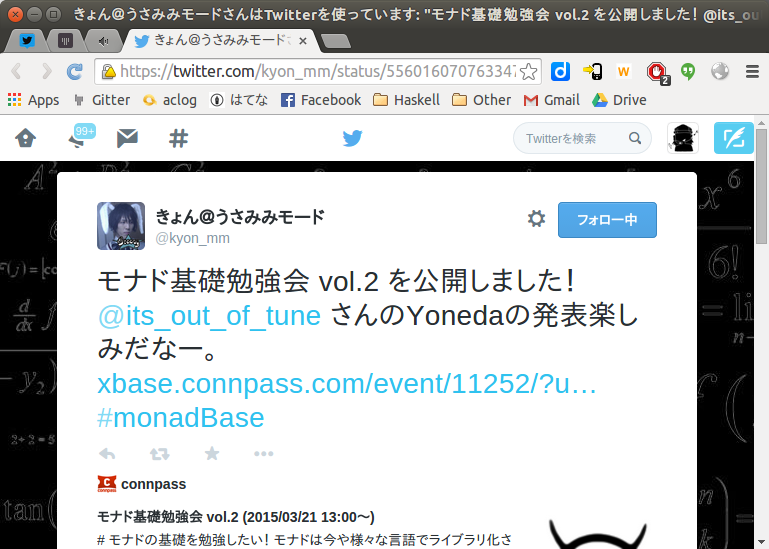 きょん＠うさみみモードさんはTwitterを使っています: "モナド基礎勉強会 vol.2 を公開しました！ @its_ou
きょん＠うさみみモード
https://twitter.com/kyon_mm/status/556016070763347
2
Apps Gitter aclog はてな Facebook Haskell Other Gmail Drive
99+ Twitterを検索
きょん＠うさみみモード
@kyon_mm
フォロー中
モナド基礎勉強会 vol.2 を公開しました！
@its_out_of_tune さんのYonedaの発表楽し
みだなー。
xbase.connpass.com/event/11252/?u…
#monadBase
connpass
モナド基礎勉強会 vol.2 (2015/03/21 13:00〜)
# モナドの基礎を勉強したい！ モナドは今や様々な言語でライブラリ化さ